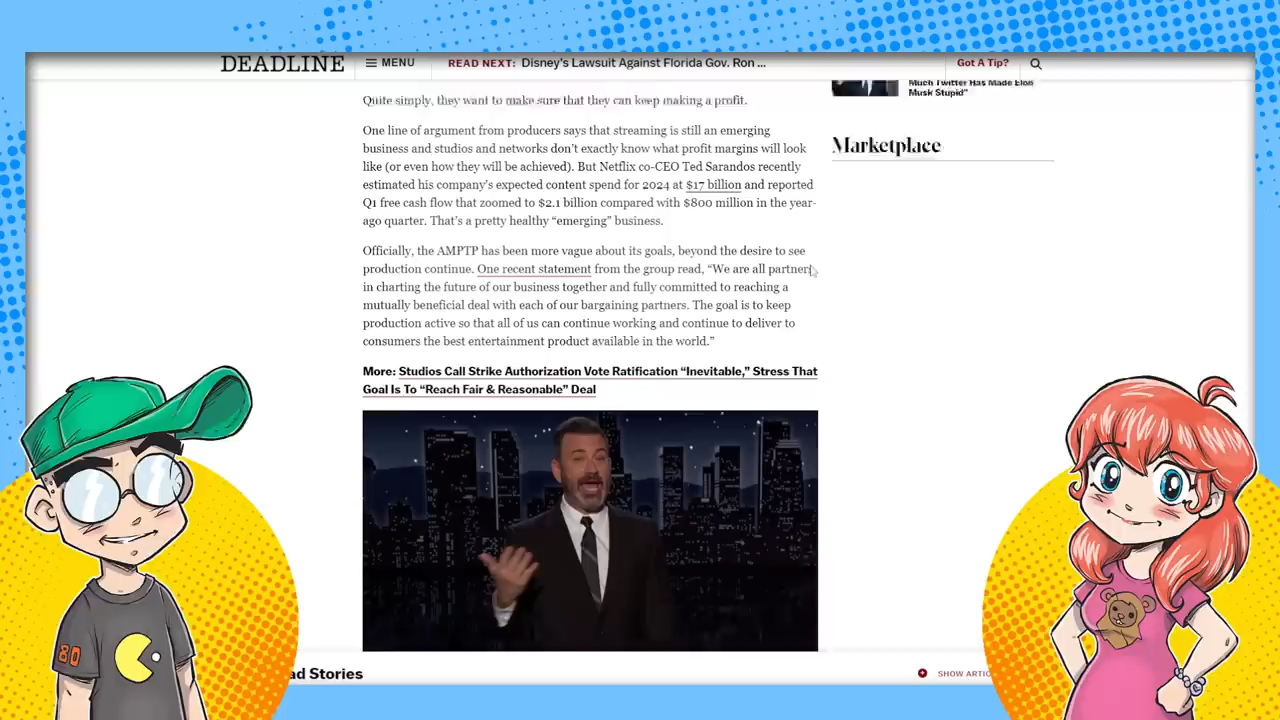 DEADLINE
MENU
READ NEXT: Disney's Lawsuit Against Florida Gov. Ron ...
Got A Tip?
Much Twitter Has Made Elon
Musk Stupid"
Quite simply, they want to make sure that they can keep making a profit.
Marketplace
One line of argument from producers says that streaming is still an emerging
business and studios and networks don't exactly know what profit margins will look
like (or even how they will be achieved). But Netflix co-CEO Ted Sarandos recently
estimated his company's expected content spend for 2024 at $17 billion and reported
Q1 free cash flow that zoomed to $2.1 billion compared with $800 million in the year-
ago quarter. That's a pretty healthy “emerging” business.
Officially, the AMPTP has been more vague about its goals, beyond the desire to see
production continue. One recent statement from the group read, “We are all partners
in charting the future of our business together and fully committed to reaching a
mutually beneficial deal with each of our bargaining partners. The goal is to keep
production active so that all of us can continue working and continue to deliver to
consumers the best entertainment product available in the world.”
More: Studios Call Strike Authorization Vote Ratification “Inevitable,” Stress That
Goal Is To “Reach Fair & Reasonable” Deal
80
ad Stories
SHOW ARTIC